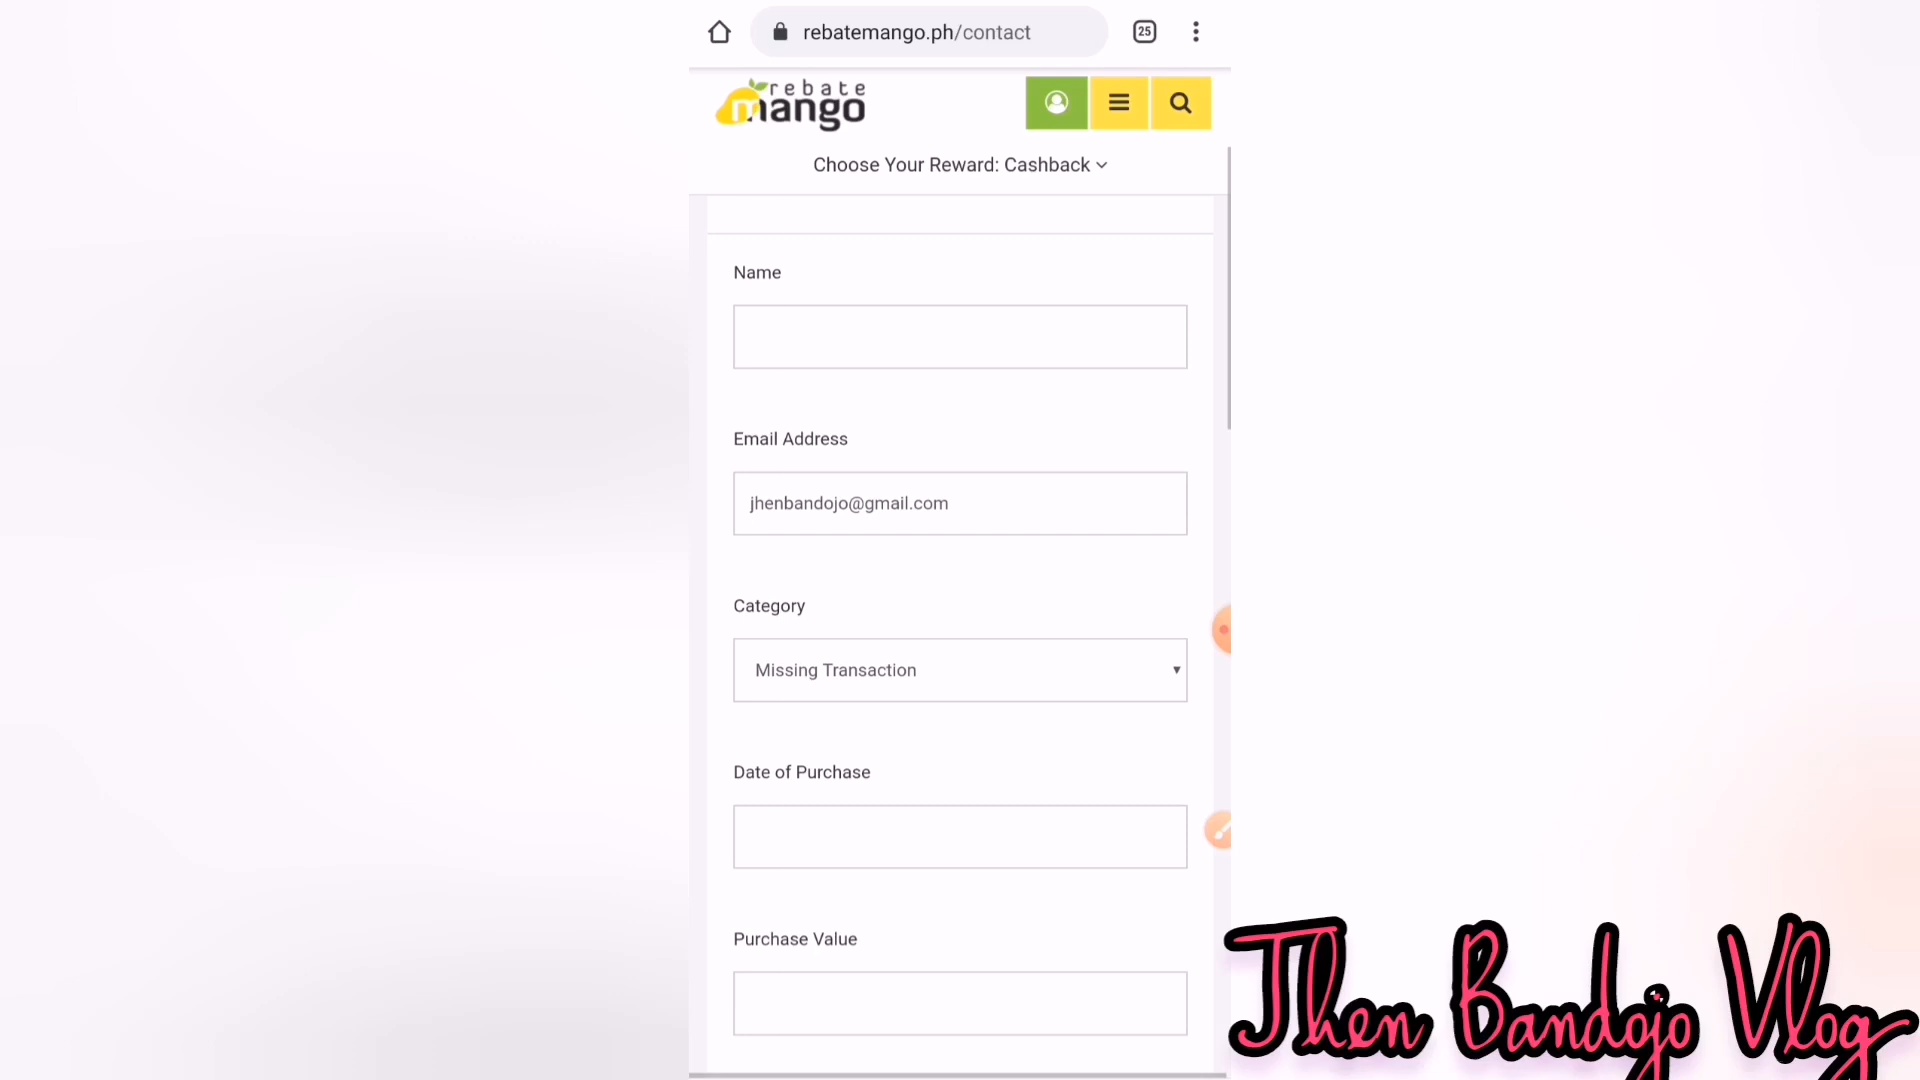 rebatemango.ph/contact
25
rebate
mango
Choose Your Reward: Cashback
Name
Email Address
jhenbandojo@gmail.com
Category
Missing Transaction
Date of Purchase
Purchase Value
Jhen Bandojo Vlog